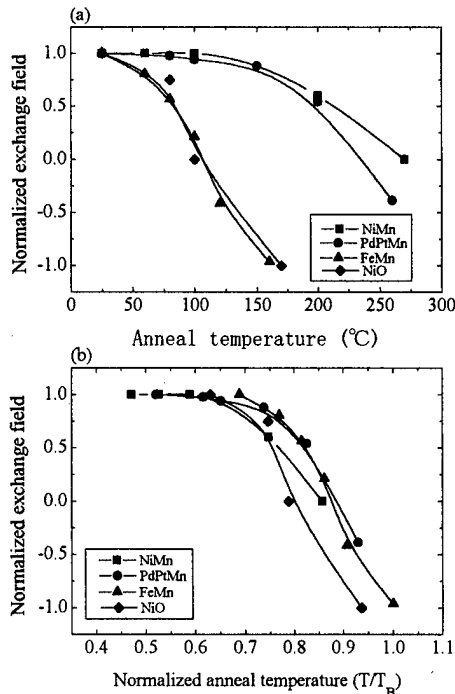 (a)
Normalized exchange field
1.0
0.5
0.0
-0.5
-1.0
NiMn
PdPtMn
FeMn
NiO
0 50 100 150 200 250 300
Anneal temperature (℃)
(b)
Normalized exchange field
1.0
0.5
0.0
-0.5
-1.0
NiMn
PdPtMn
FeMn
NiO
0.4 0.5 0.6 0.7 0.8 0.9 1.0 1.1
Normalized anneal temperature (T/T_B)